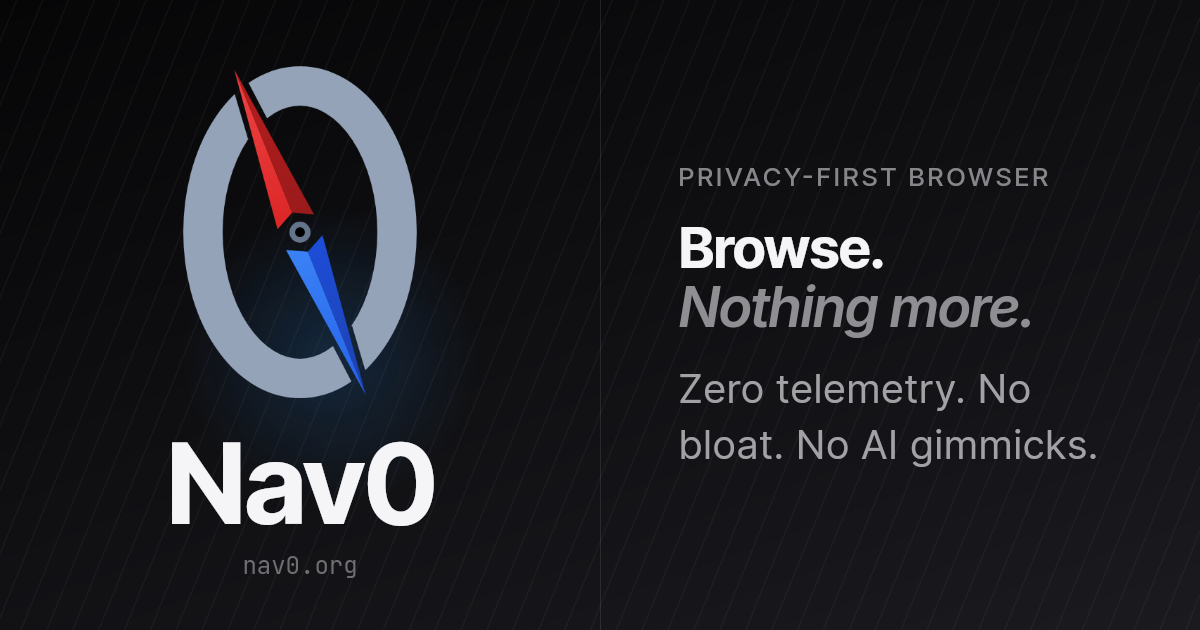 Nav0
nav0.org
PRIVACY-FIRST BROWSER
Browse.
Nothing more.
Zero telemetry. No
bloat. No AI gimmicks.